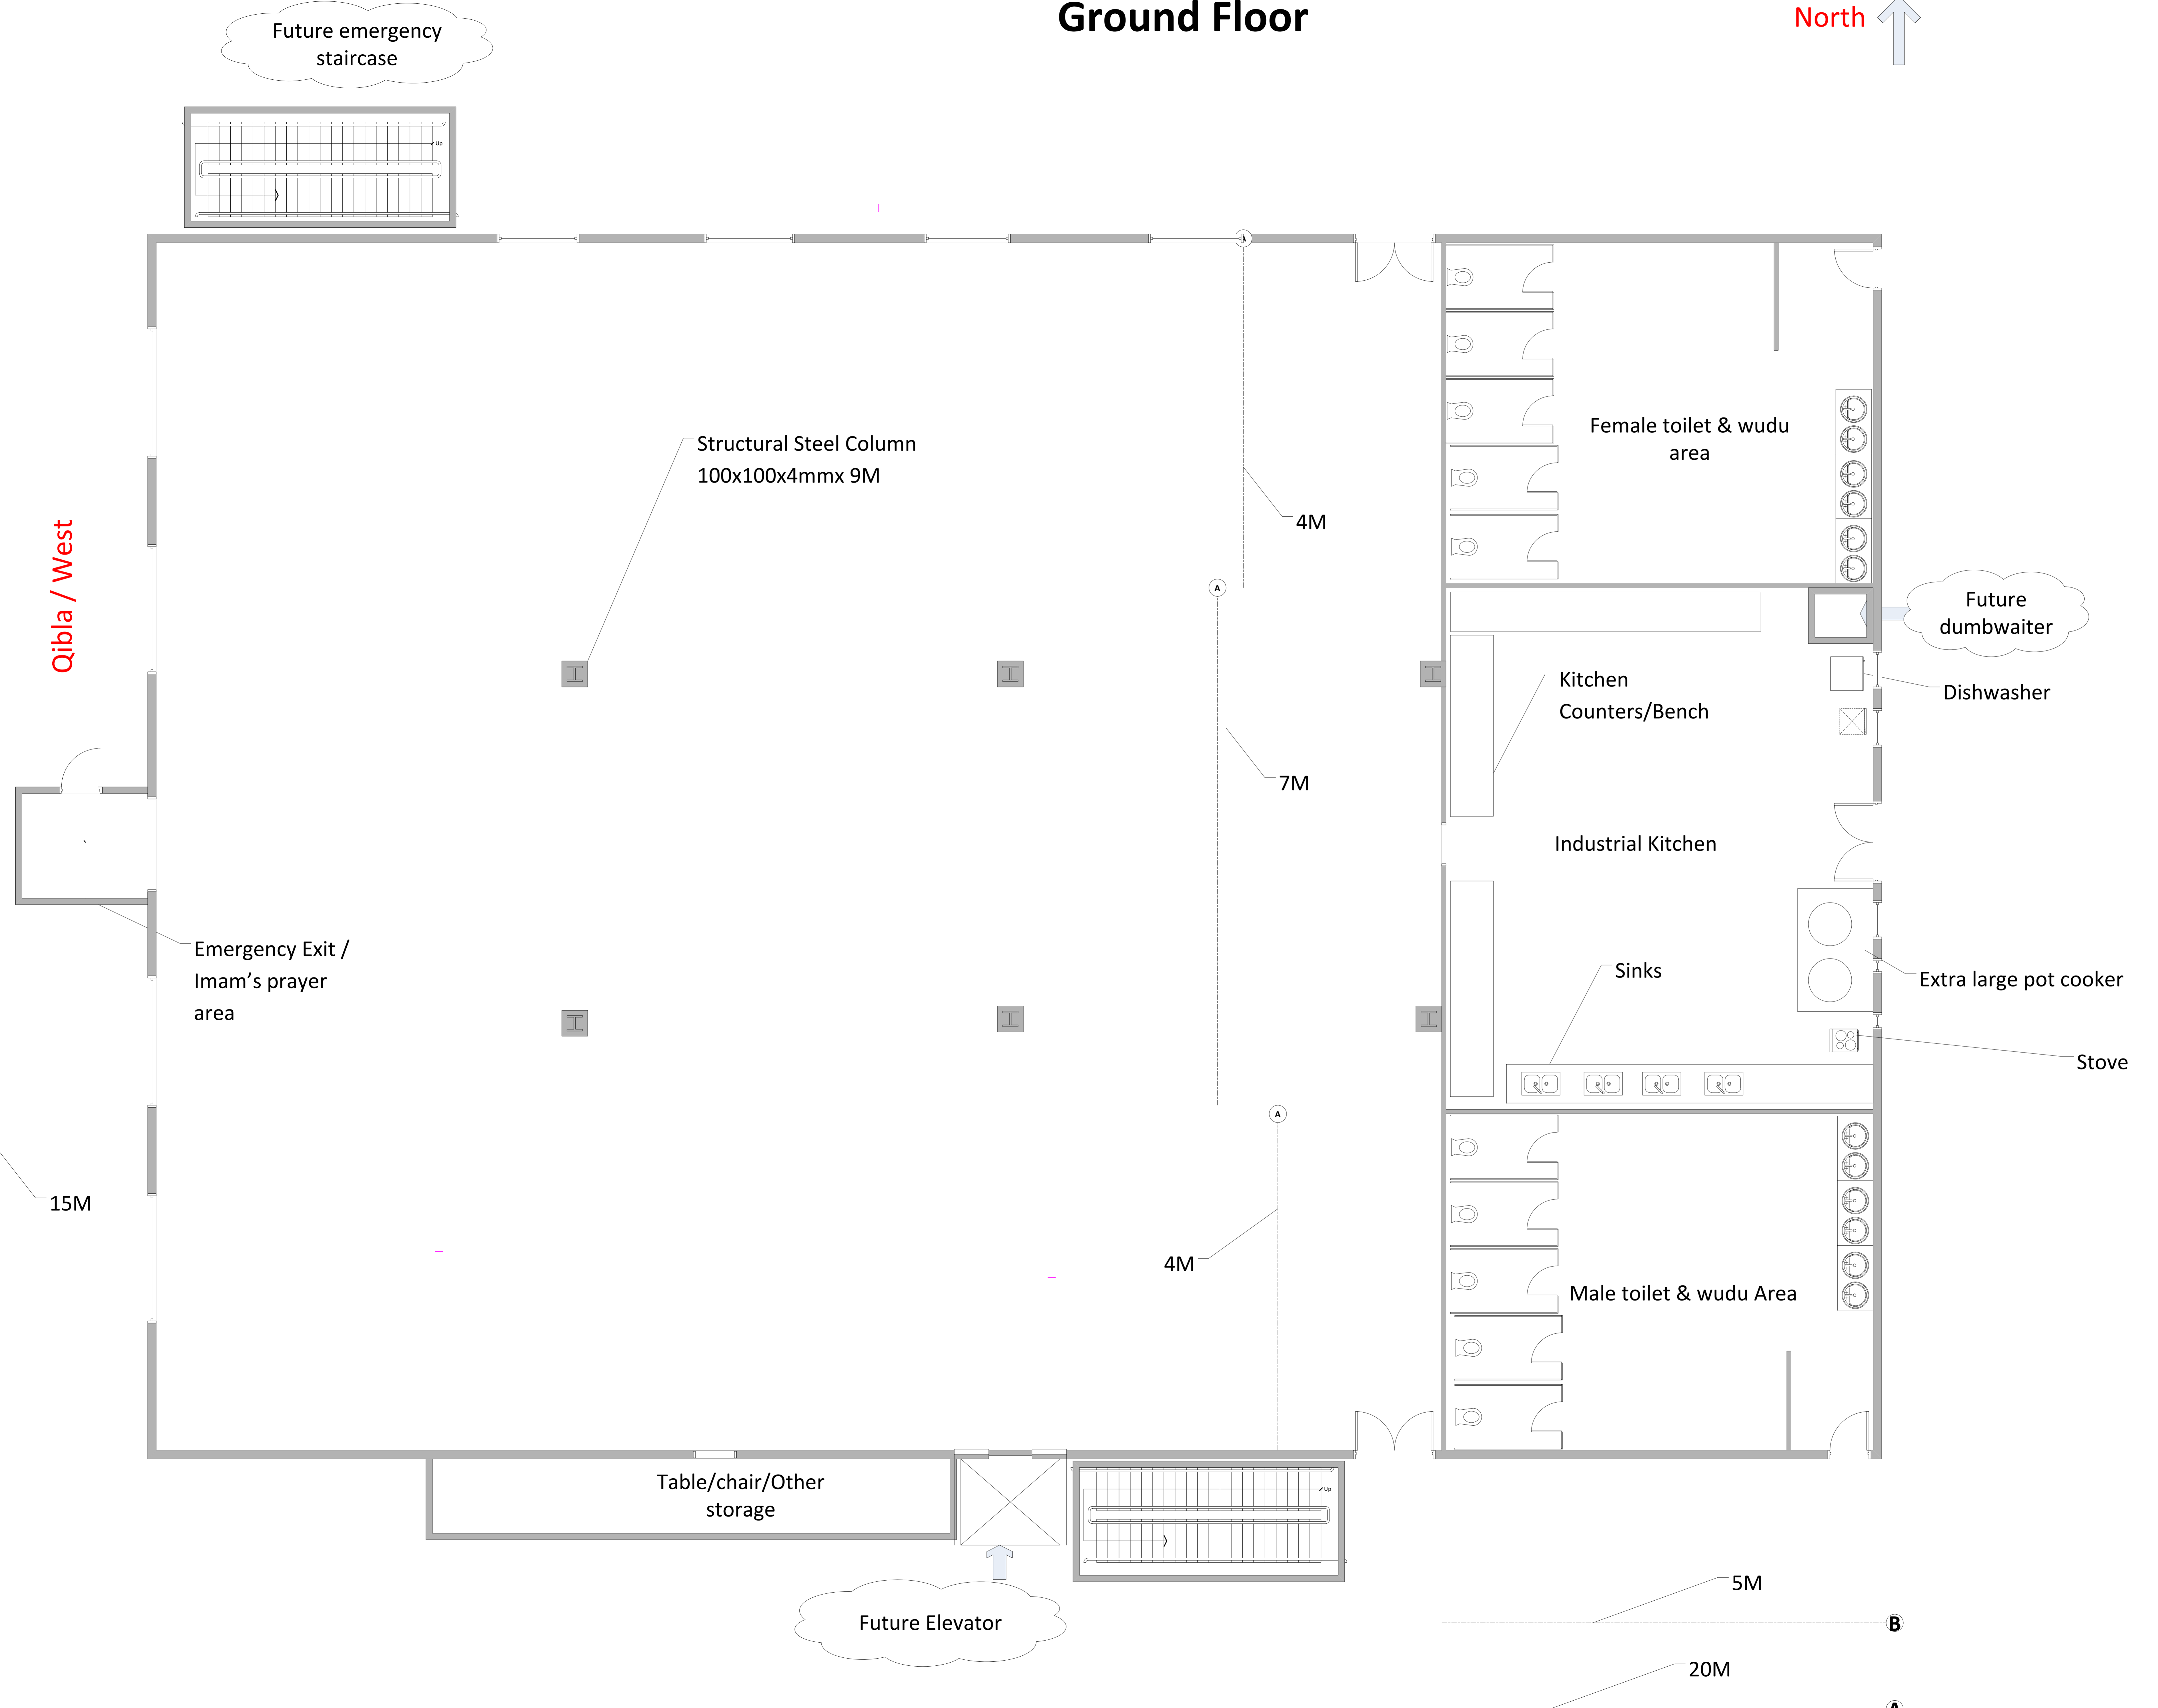 Ground Floor
North
Future emergency
staircase
Up
A
Structural Steel Column
100x100x4mmx 9M
4M
Female toilet & wudu
area
Qibla / West
A
Future
dumbwaiter
Kitchen
Counters/Bench
Dishwasher
7M
Industrial Kitchen
Emergency Exit /
Imam’s prayer
area
Sinks
Extra large pot cooker
Stove
A
15M
4M
Male toilet & wudu Area
Table/chair/Other
storage
Up
Future Elevator
5M
B
20M
A